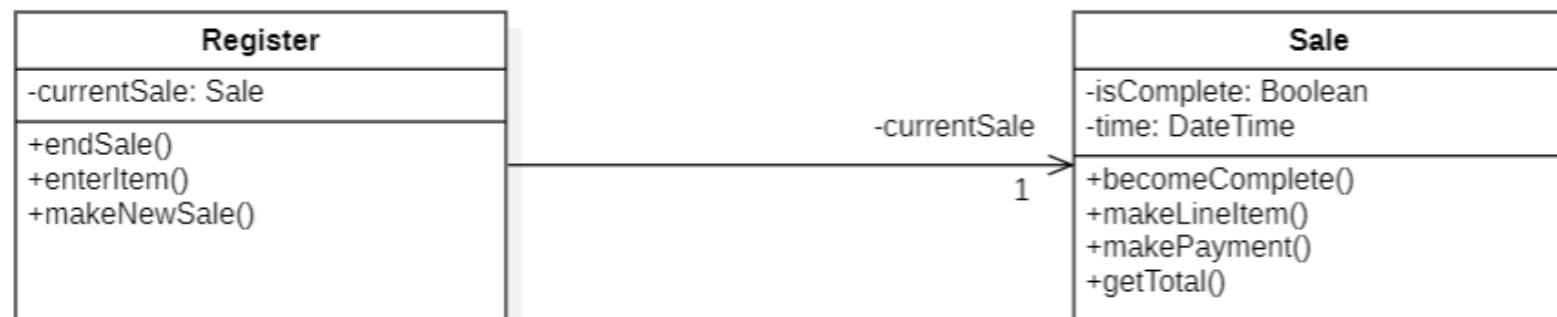 Register
-currentSale: Sale
+endSale()
+enterItem()
+makeNewSale()
-currentSale
1
Sale
-isComplete: Boolean
-time: DateTime
+becomeComplete()
+makeLineItem()
+makePayment()
+getTotal()